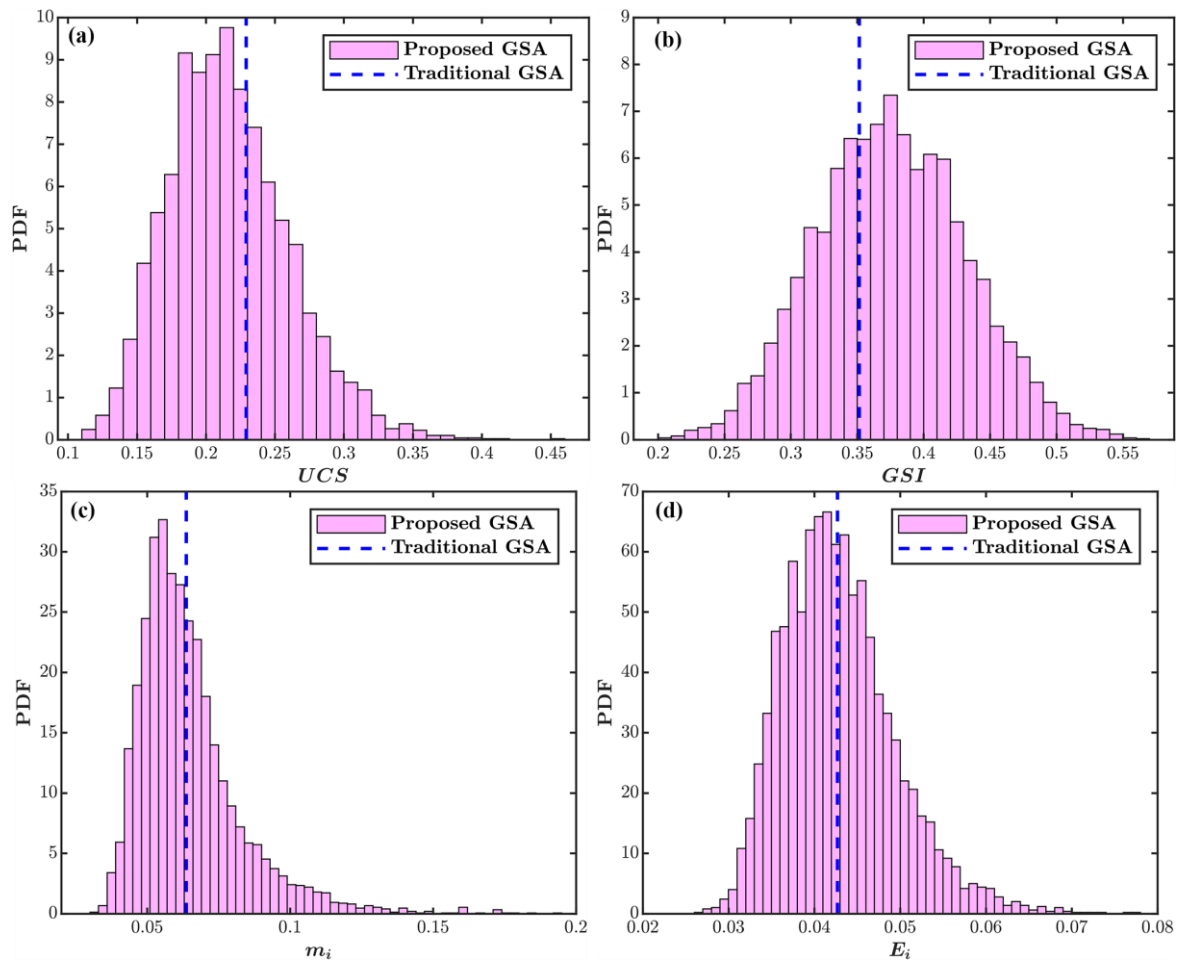 (a)
Proposed GSA
Traditional GSA
PDF
10
9
8
7
6
5
4
3
2
1
0
0.1 0.15 0.2 0.25 0.3 0.35 0.4 0.45
UCS
(b)
Proposed GSA
Traditional GSA
PDF
9
8
7
6
5
4
3
2
1
0
0.2 0.25 0.3 0.35 0.4 0.45 0.5 0.55
GSI
(c)
Proposed GSA
Traditional GSA
PDF
35
30
25
20
15
10
5
0
0.05 0.1 0.15 0.2
m_i
(d)
Proposed GSA
Traditional GSA
PDF
70
60
50
40
30
20
10
0
0.02 0.03 0.04 0.05 0.06 0.07 0.08
E_i